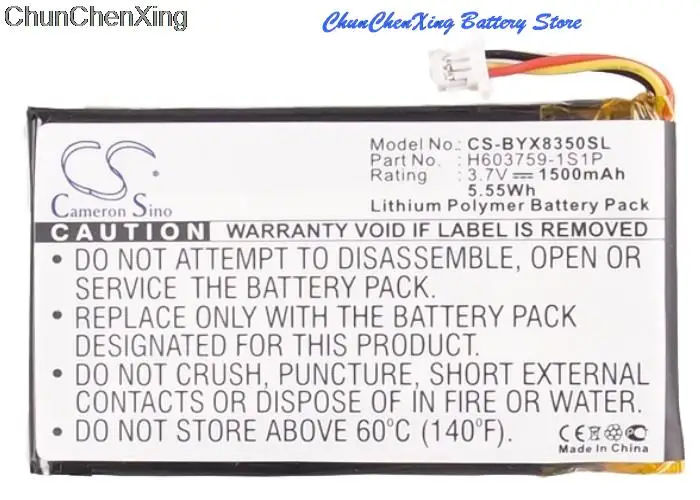 ChunChenXing
ChunChenXing Battery Store
CS
Cameron Sino
Model No.: CS-BYX8350SL
Part No. : H603759-1S1P
Rating : 3.7V 1500mAh
5.55Wh
Lithium Polymer Battery Pack
CAUTION WARRANTY VOID IF LABEL IS REMOVED
• DO NOT ATTEMPT TO DISASSEMBLE, OPEN OR
SERVICE THE BATTERY PACK.
• REPLACE ONLY WITH THE BATTERY PACK
DESIGNATED FOR THIS PRODUCT.
• DO NOT CRUSH, PUNCTURE, SHORT EXTERNAL
CONTACTS OR DISPOSE OF IN FIRE OR WATER.
• DO NOT STORE ABOVE 60°C (140°F).
CE
Made In China